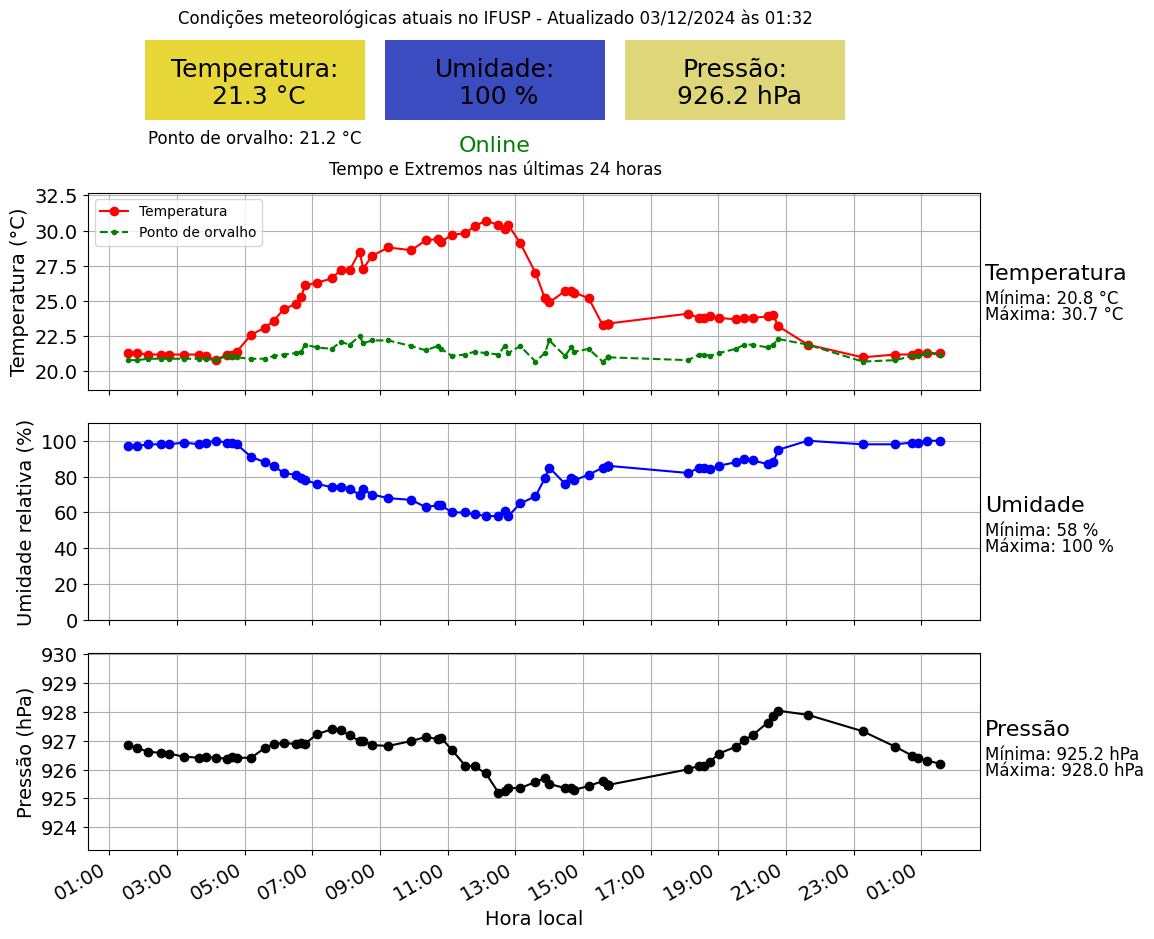 Condições meteorológicas atuais no IFUSP - Atualizado 03/12/2024 às 01:32
Temperatura:
21.3 °C
Umidade:
100 %
Pressão:
926.2 hPa
Ponto de orvalho: 21.2 °C
Online
Tempo e Extremos nas últimas 24 horas
Temperatura (°C)
32.5
30.0
27.5
25.0
22.5
20.0
Temperatura
Ponto de orvalho
Temperatura
Mínima: 20.8 °C
Máxima: 30.7 °C
Umidade relativa (%)
100
80
60
40
20
0
Umidade
Mínima: 58 %
Máxima: 100 %
Pressão (hPa)
930
929
928
927
926
925
924
Pressão
Mínima: 925.2 hPa
Máxima: 928.0 hPa
01:00 03:00 05:00 07:00 09:00 11:00 13:00 15:00 17:00 19:00 21:00 23:00 01:00
Hora local